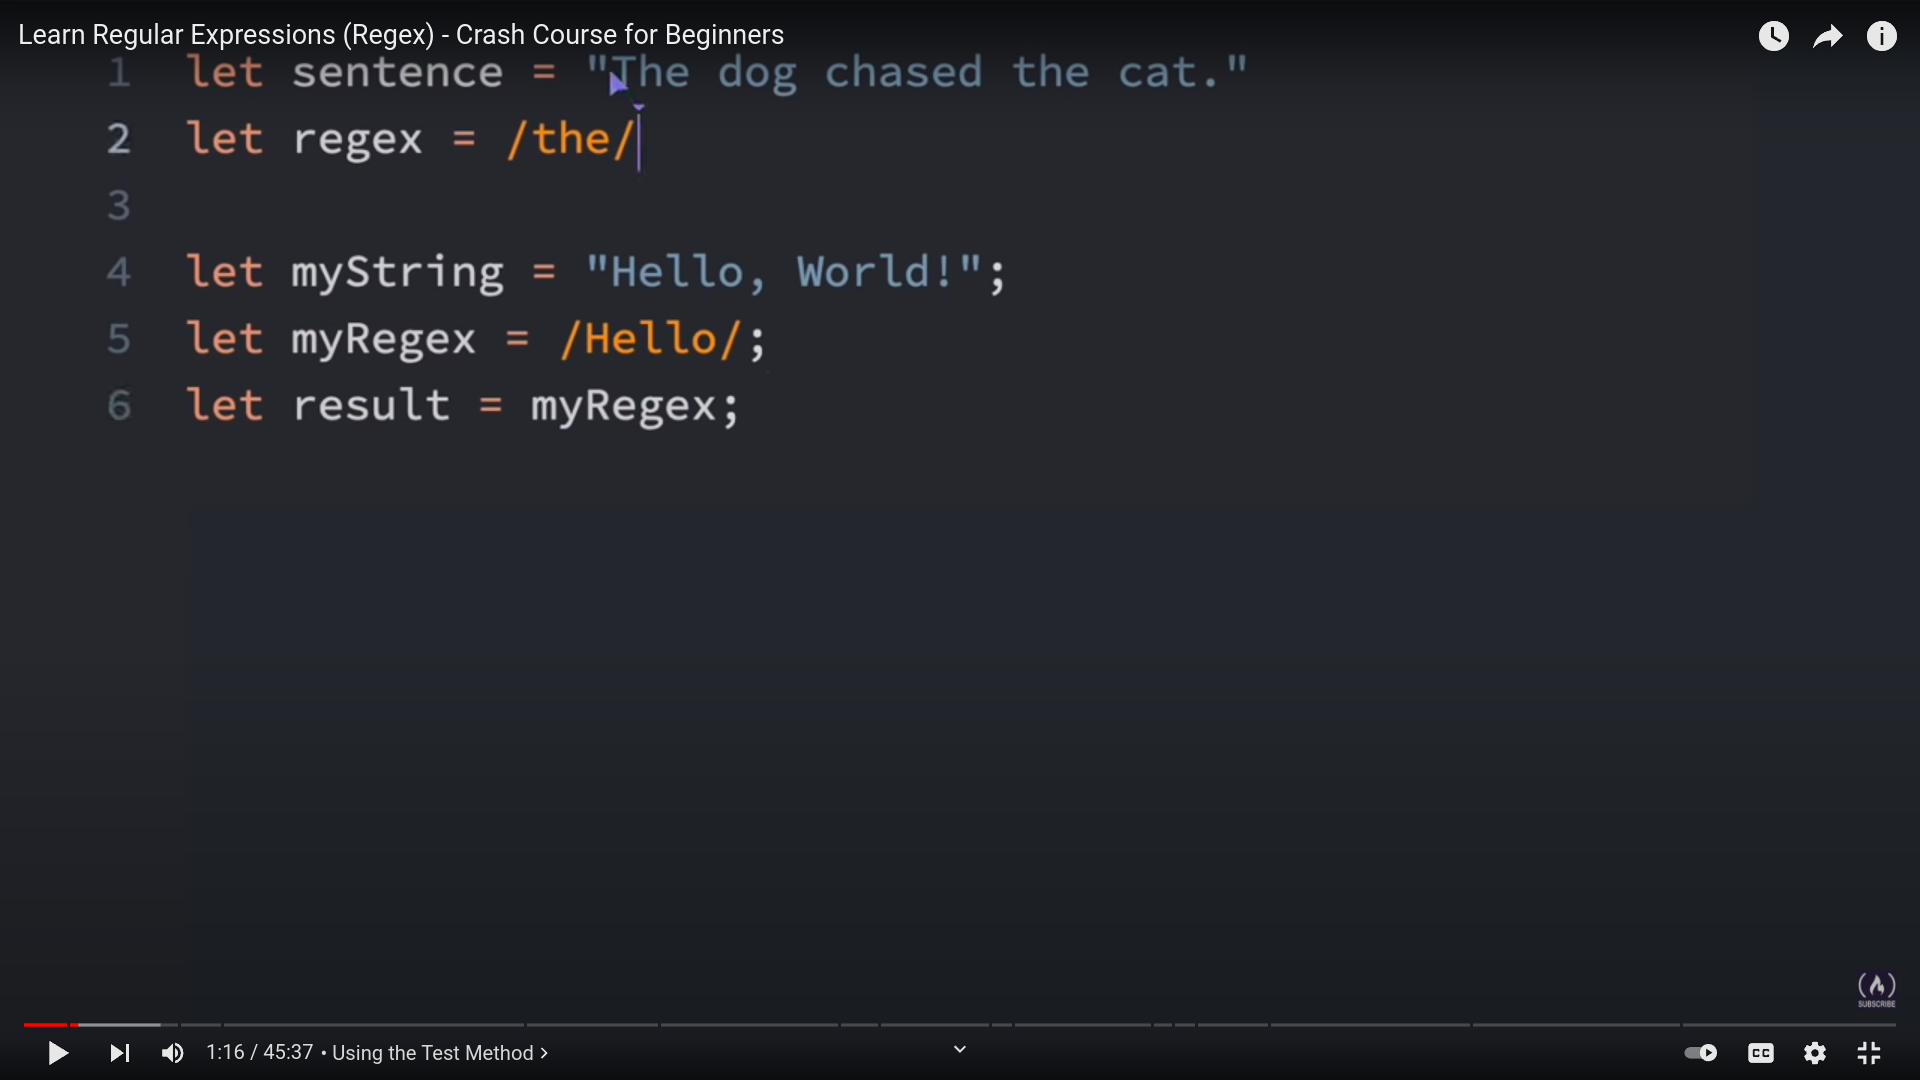 Learn Regular Expressions (Regex) - Crash Course for Beginners
1 let sentence = "The dog chased the cat."
2 let regex = /the/
3
4 let myString = "Hello, World!";
5 let myRegex = /Hello/;
6 let result = myRegex;
SUBSCRIBE
1:16 / 45:37 • Using the Test Method >
CC